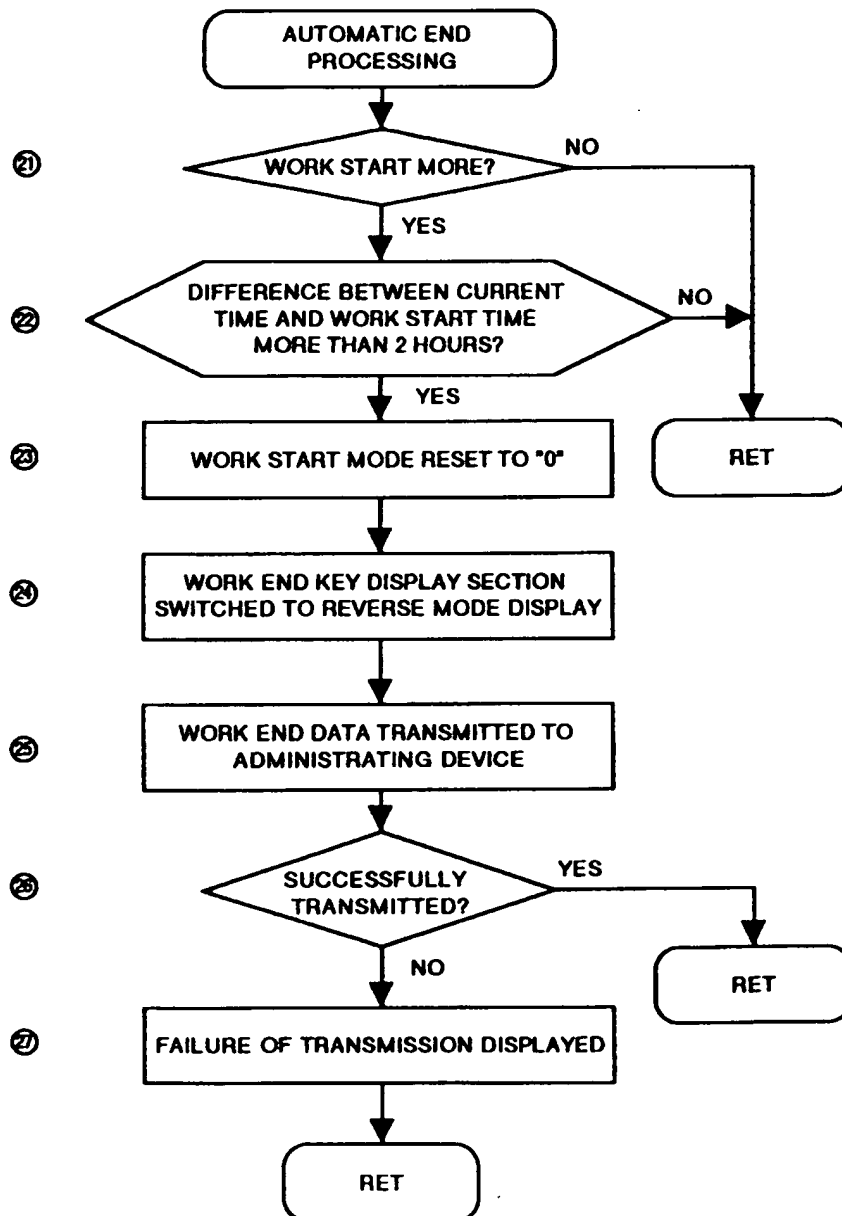 AUTOMATIC END
PROCESSING
21
WORK START MORE?
NO
YES
22
DIFFERENCE BETWEEN CURRENT
TIME AND WORK START TIME
MORE THAN 2 HOURS?
NO
YES
23
WORK START MODE RESET TO "0"
RET
24
WORK END KEY DISPLAY SECTION
SWITCHED TO REVERSE MODE DISPLAY
25
WORK END DATA TRANSMITTED TO
ADMINISTRATING DEVICE
26
SUCCESSFULLY
TRANSMITTED?
YES
NO
RET
27
FAILURE OF TRANSMISSION DISPLAYED
RET